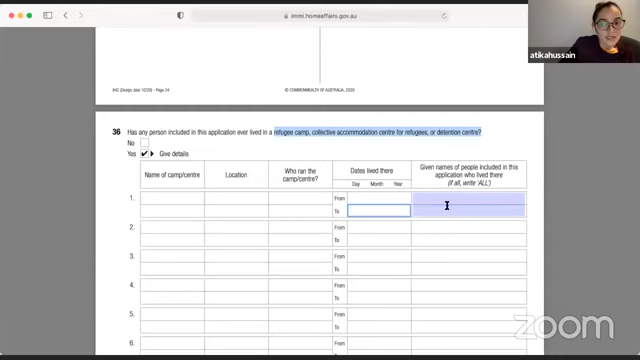 immi.homeaffairs.gov.au
atikahussain
842 (Design date 10/20) - Page 24
© COMMONWEALTH OF AUSTRALIA, 2020
36 Has any person included in this application ever lived in a refugee camp, collective accommodation centre for refugees, or detention centre?
No
Yes ✔ Give details
Name of camp/centre
Location
Who ran the camp/centre?
Dates lived there
Day Month Year
Given names of people included in this application who lived there (if all, write 'ALL')
1. From
To
2. From
To
3. From
To
4. From
To
5. From
To
6. From
To
zoom